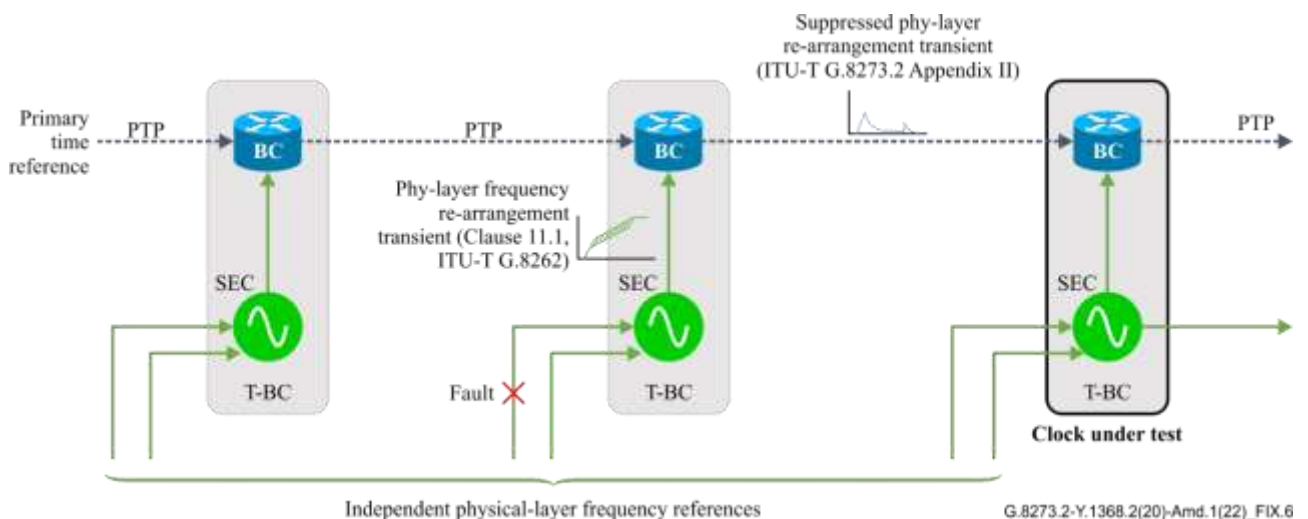 Suppressed phy-layer
re-arrangement transient
(ITU-T G.8273.2 Appendix II)
Primary
time
reference
PTP
PTP
PTP
BC
BC
BC
Phy-layer frequency
re-arrangement
transient (Clause 11.1,
ITU-T G.8262)
SEC
SEC
SEC
Fault
T-BC
T-BC
T-BC
Clock under test
Independent physical-layer frequency references
G.8273.2-Y.1368.2(20)-Amd.1(22)_FIX.6